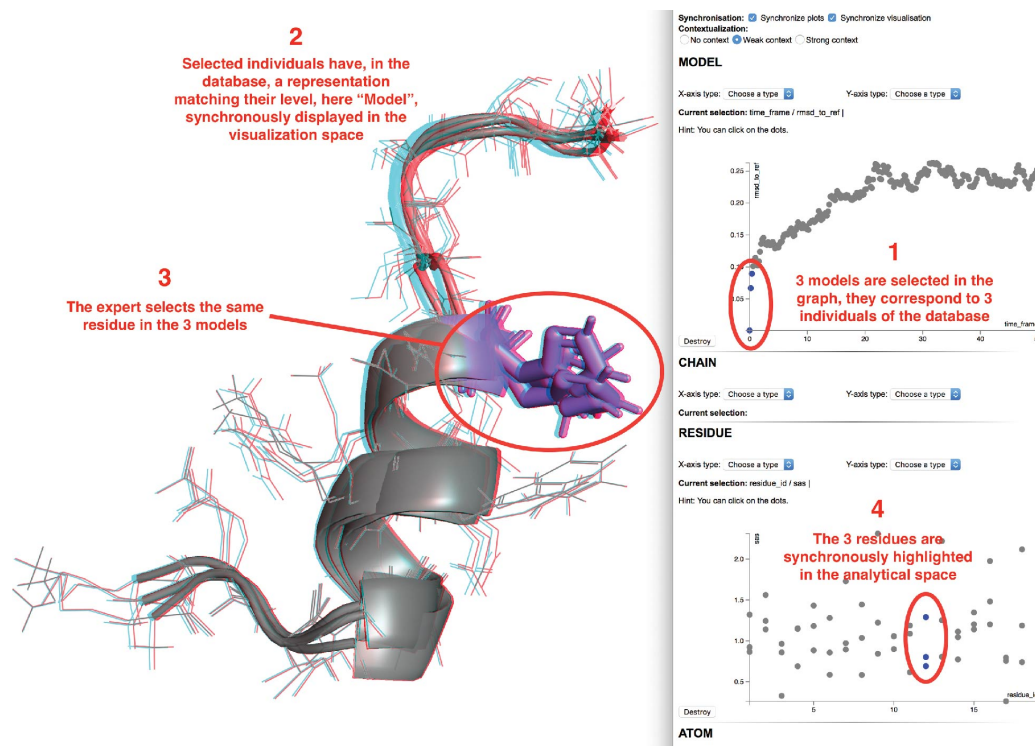 2
Selected individuals have, in the
database, a representation
matching their level, here “Model”,
synchronously displayed in the
visualization space
3
The expert selects the same
residue in the 3 models
Synchronisation: Synchronize plots Synchronize visualisation
Contextualization:
No context Weak context Strong context
MODEL
X-axis type: Choose a type Y-axis type: Choose a type
Current selection: time_frame / rmsd_to_ref |
Hint: You can click on the dots.
rmsd_to_ref
0.25
0.20
0.15
0.10
0.05
0 10 20 30 40
time_frame
1
3 models are selected in the
graph, they correspond to 3
individuals of the database
Destroy
CHAIN
X-axis type: Choose a type Y-axis type: Choose a type
Current selection:
RESIDUE
X-axis type: Choose a type Y-axis type: Choose a type
Current selection: residue_id / sas |
Hint: You can click on the dots.
4
The 3 residues are
synchronously highlighted
in the analytical space
sas
2.0
1.5
1.0
0.5
5 10 15
residue_i
Destroy
ATOM